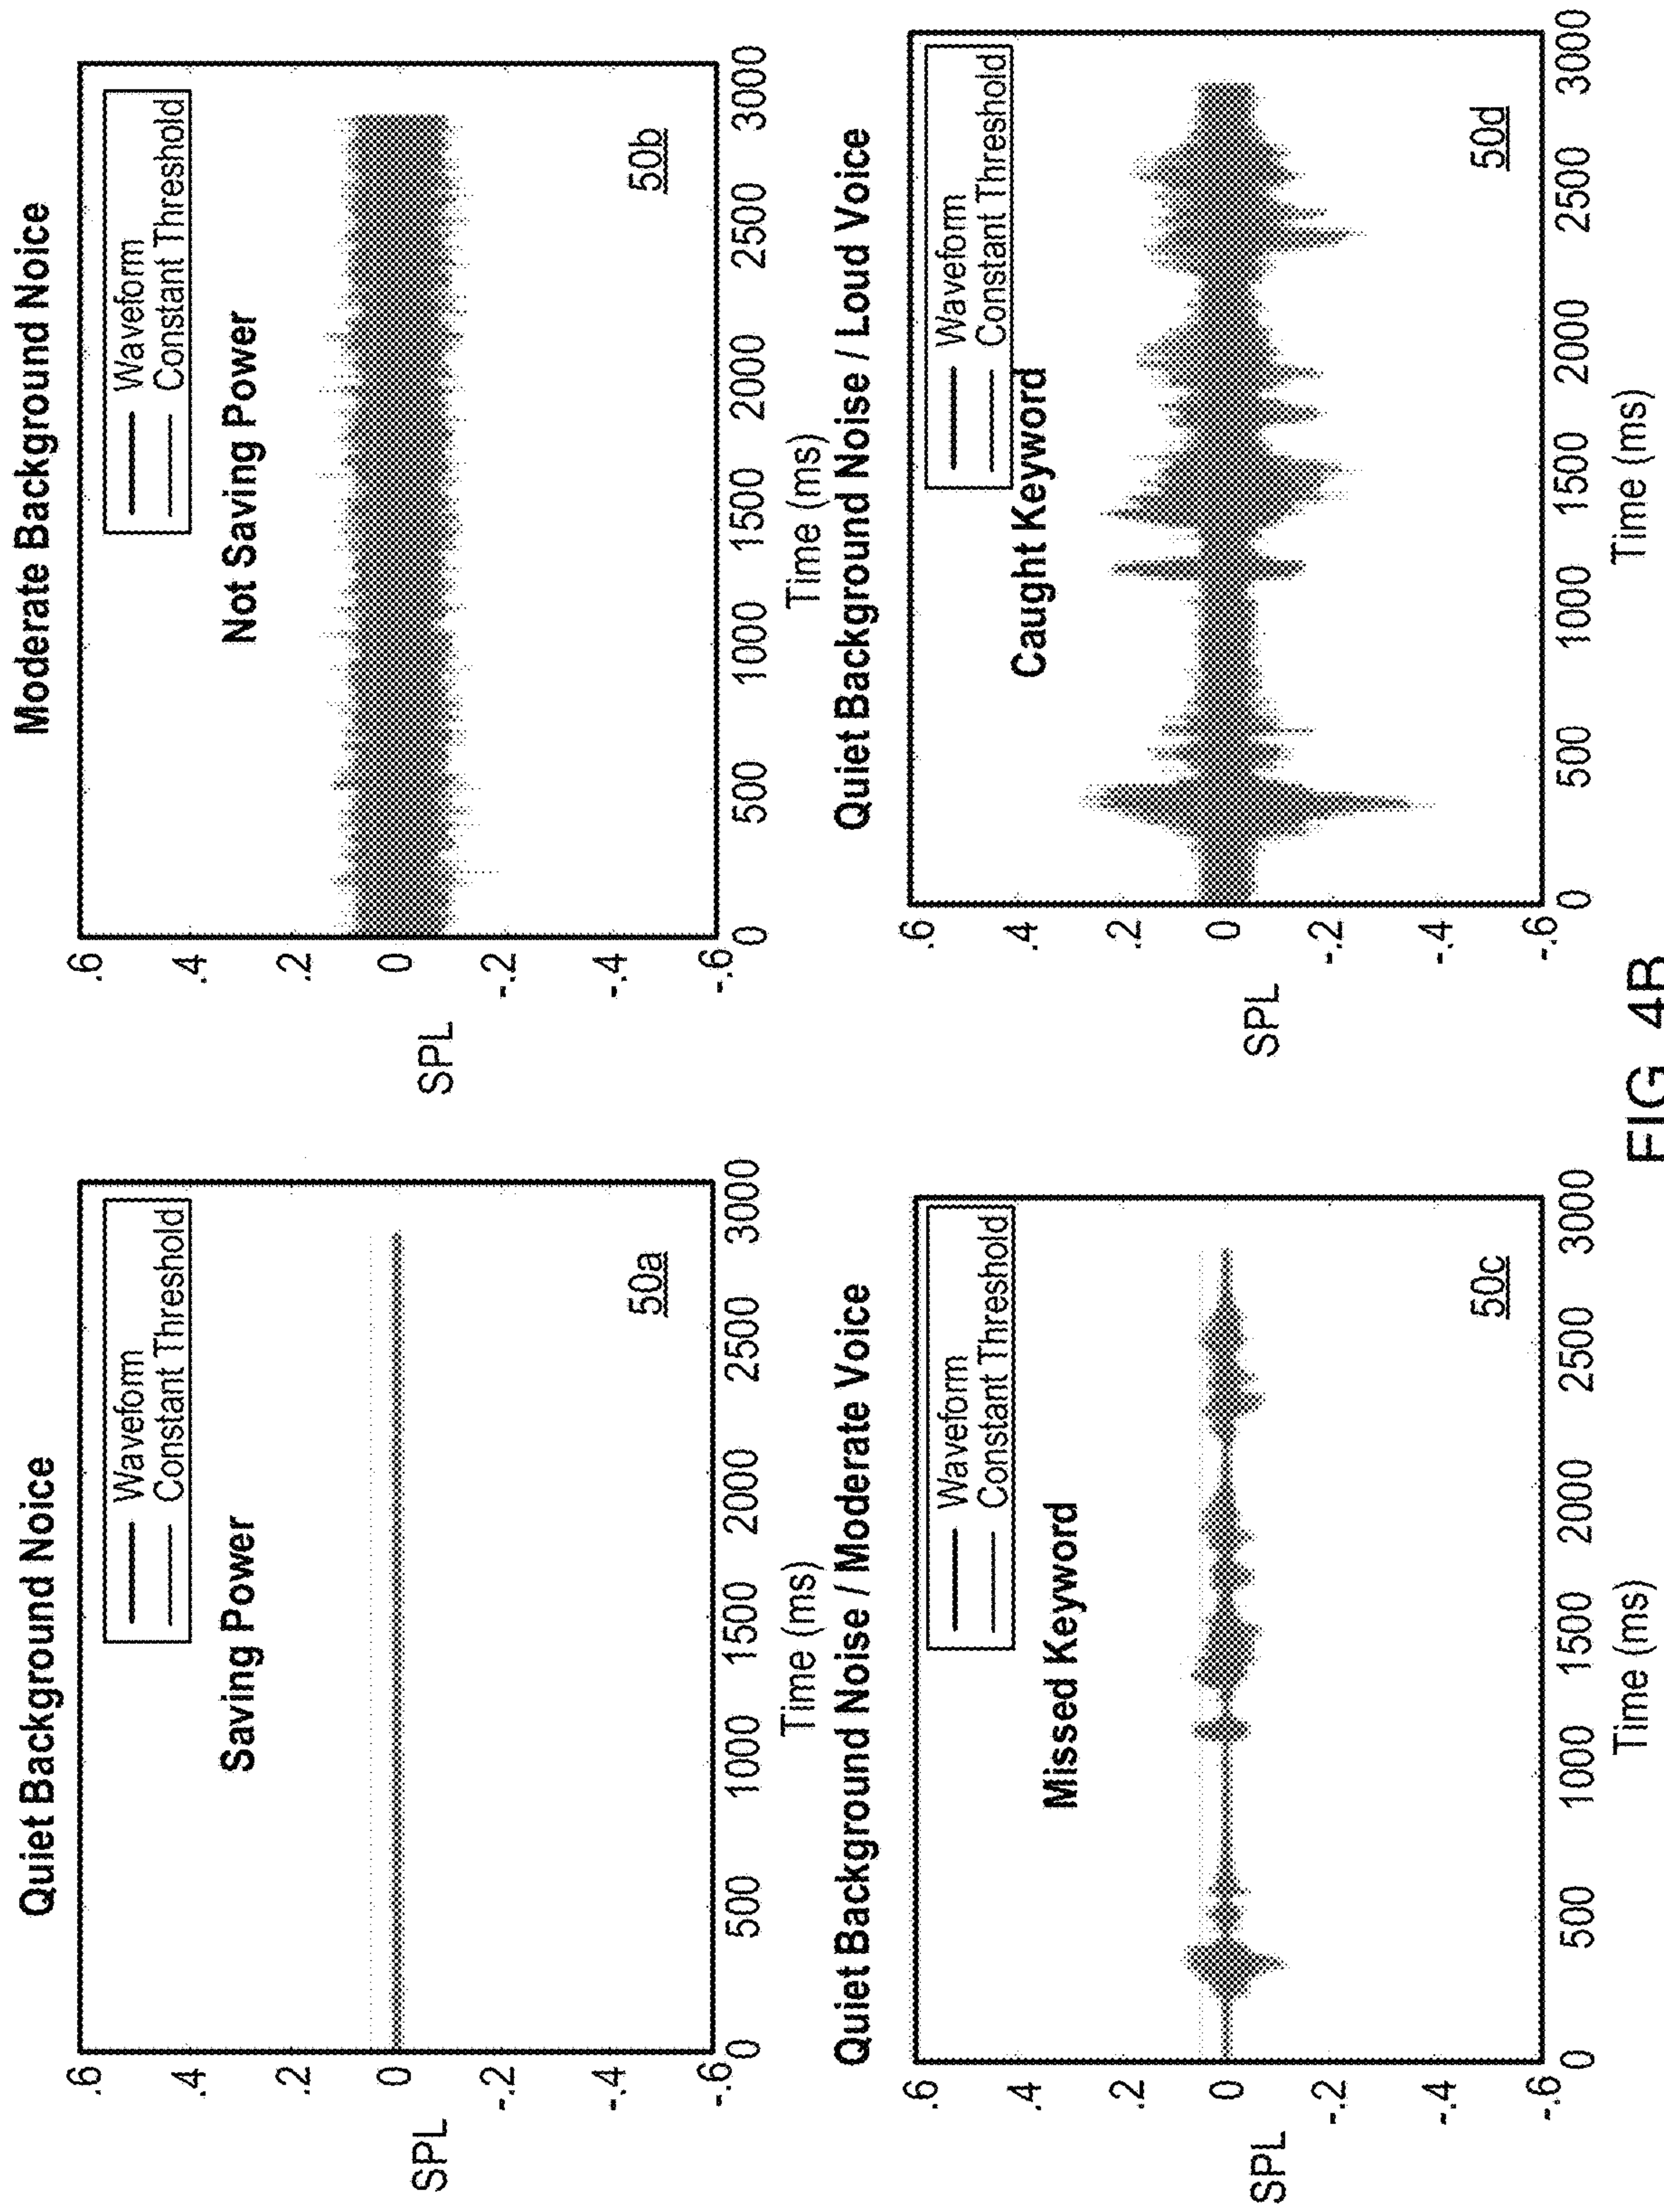 Quiet Background Noice
Waveform
Constant Threshold
Saving Power
50a
.6
.4
.2
0
-.2
-.4
-.6
SPL
0
500
1000
1500
2000
2500
3000
Time (ms)
Moderate Background Noice
Waveform
Constant Threshold
Not Saving Power
50b
.6
.4
.2
0
-.2
-.4
-.6
SPL
0
500
1000
1500
2000
2500
3000
Time (ms)
Quiet Background Noise / Moderate Voice
Waveform
Constant Threshold
Missed Keyword
50c
.6
.4
.2
0
-.2
-.4
-.6
SPL
0
500
1000
1500
2000
2500
3000
Time (ms)
Quiet Background Noise / Loud Voice
Waveform
Constant Threshold
Caught Keyword
50d
.6
.4
.2
0
-.2
-.4
-.6
SPL
0
500
1000
1500
2000
2500
3000
Time (ms)
FIG. 4B